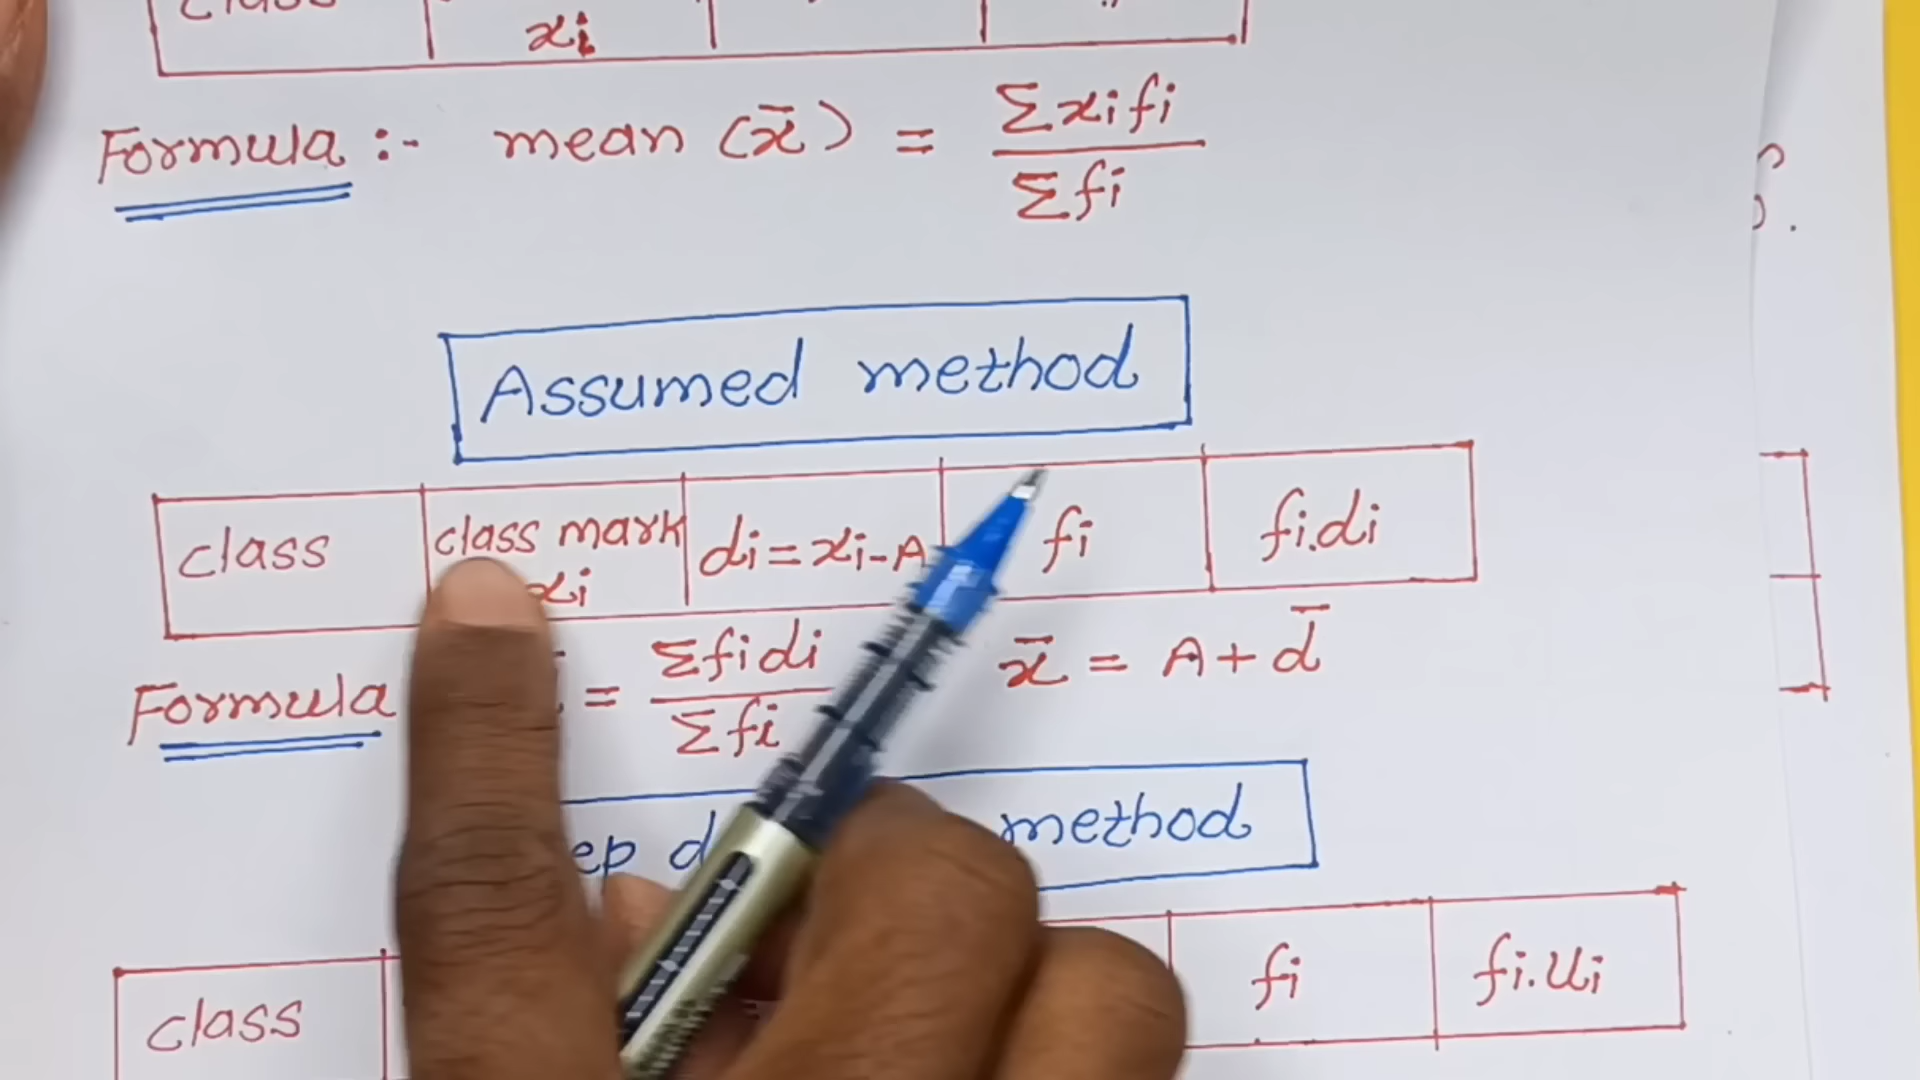 xi
Formula :- mean (x̄) = Σxifi / Σfi
Assumed method
class | class mark xi | di = xi - A | fi | fi.di
Formula = Σfidi / Σfi x̄ = A + d̄
method
class | fi | fi.ui